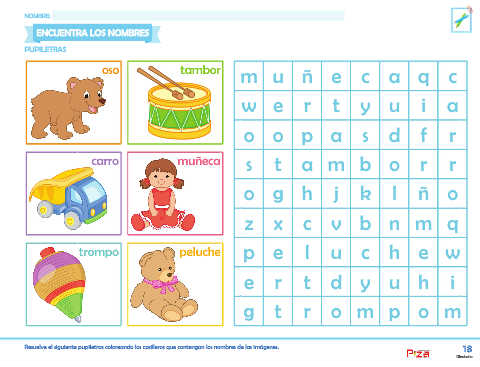 NOMBRE:
ENCUENTRA LOS NOMBRES
PUPILETRAS
oso
tambor
carro
muñeca
trompo
peluche
m u ñ e c a q c
w e r t y u i a
o o p a s d f r
s t a m b o r r
o g h j k l ñ o
z x c v b n m q
p e l u c h e w
e r t d y u h i
g t r o m p o m
Resuelve el siguiente pupiletras coloreando los casilleros que contengan los nombres de las imágenes.
18